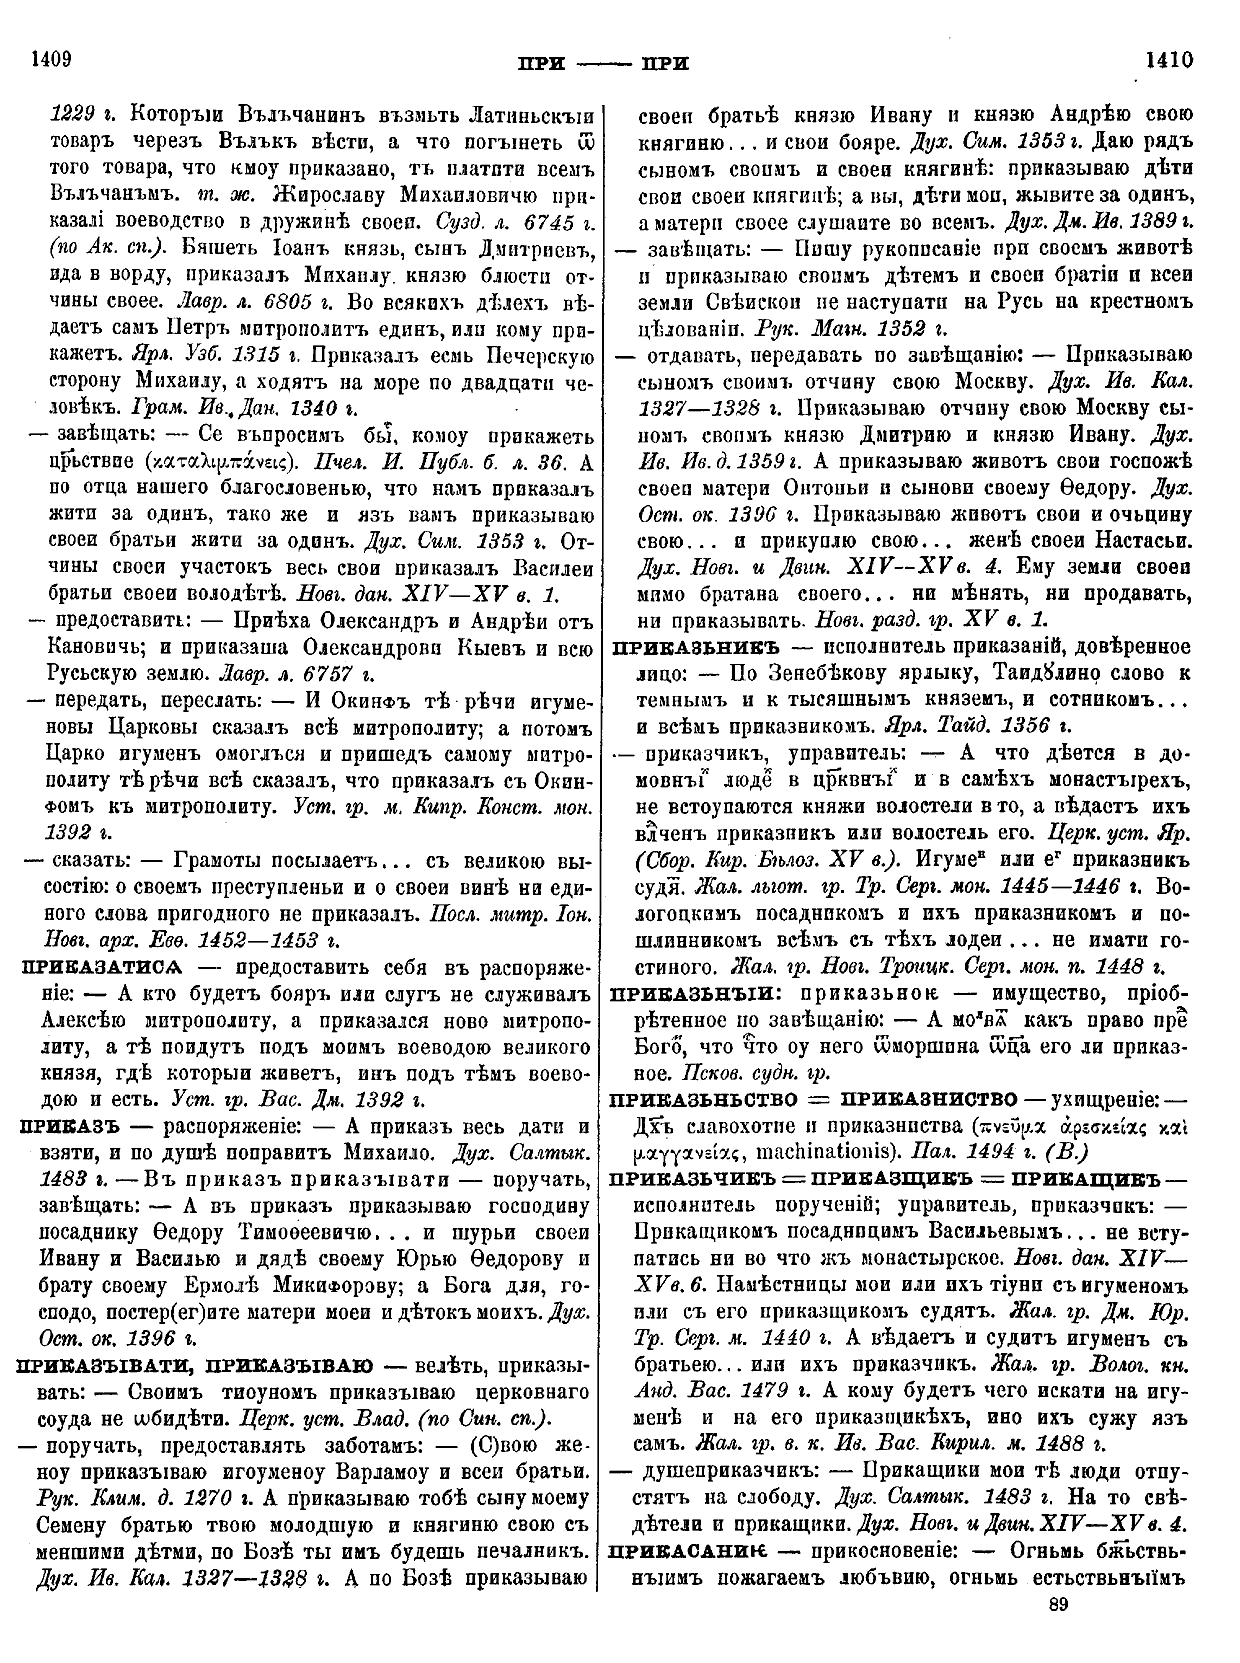 1409
ПРИ —— ПРИ
1410
1229 г. Которъıи Вълъчанинъ възмьть Латиньскъıи
товаръ черезъ Вълъкъ вѣсти, а что погъıнеть ѿ
того товара, что ѥмоу приказано, тъ платити всемъ
Вълъчанъмъ. т. ж. Жирославу Михаиловичю при-
казалі воеводство в дружинѣ своеи. Сузд. л. 6745 г.
(по Ак. сп.). Бяшеть Іоанъ князь, сынъ Дмитриевъ,
ида в ворду, приказалъ Михаилу князю блюсти от-
чины своее. Лавр. л. 6805 г. Во всякихъ дѣлехъ вѣ-
даетъ самъ Петръ митрополитъ единъ, или кому при-
кажетъ. Ярл. Узб. 1315 г. Приказалъ есмь Печерскую
сторону Михаилу, а ходятъ на море по двадцати че-
ловѣкъ. Грам. Ив. Дан. 1340 г.
— завѣщать: — Се въпросимъ бы̑, комоу прикажеть
цр҃ьствие (καταλιμπάνεις). Пчел. И. Публ. б. л. 36. А
по отца нашего благословенью, что намъ приказалъ
жити за одинъ, тако же и язъ вамъ приказываю
своеи братьи жити за одинъ. Дух. Сим. 1353 г. От-
чины своеи участокъ весь свои приказалъ Василеи
братьи своеи володѣтѣ. Новг. дан. XIV—XV в. 1.
— предоставить: — Приѣха Олександръ и Андрѣи отъ
Кановичь; и приказаша Олександрови Кыевъ и всю
Русьскую землю. Лавр. л. 6757 г.
— передать, переслать: — И Окинфъ тѣ рѣчи игуме-
новы Царковы сказалъ всѣ митрополиту; а потомъ
Царко игуменъ омоглъся и пришедъ самому митро-
политу тѣ рѣчи всѣ сказалъ, что приказалъ съ Окин-
фомъ къ митрополиту. Уст. гр. м. Кипр. Конст. мон.
1392 г.
— сказать: — Грамоты посылаетъ... съ великою вы-
состію: о своемъ преступленьи и о своеи винѣ ни еди-
ного слова пригодного не приказалъ. Посл. митр. Іон.
Новг. арх. Евѳ. 1452—1453 г.
ПРИКАЗАТИСѦ — предоставить себя въ распоряже-
ніе: — А кто будетъ бояръ или слугъ не служивалъ
Алексѣю митрополиту, а приказался ново митропо-
литу, а тѣ поидутъ подъ моимъ воеводою великого
князя, гдѣ которыи живетъ, инъ подъ тѣмъ воево-
дою и есть. Уст. гр. Вас. Дм. 1392 г.
ПРИКАЗЪ — распоряженіе: — А приказъ весь дати и
взяти, и по душѣ поправить Михаило. Дух. Салтык.
1483 г. — Въ приказъ приказъıвати — поручать,
завѣщать: — А въ приказъ приказываю господину
посаднику Ѳедору Тимоѳеевичю... и шурьи своеи
Ивану и Василью и дядѣ своему Юрью Ѳедорову и
брату своему Ермолѣ Микифорову; а Бога для, го-
сподо, постер(ег)ите матери моеи и дѣтокъ моихъ. Дух.
Ост. ок. 1396 г.
ПРИКАЗЪІВАТИ, ПРИКАЗЪІВАЮ — велѣть, приказы-
вать: — Своимъ тиоуномъ приказъıваю церковнаго
соуда не ѡбидѣти. Церк. уст. Влад. (по Син. сп.).
— поручать, предоставлять заботамъ: — (С)вою же-
ноу приказъıваю игоуменоу Варламоу и всеи братьи.
Рук. Клим. д. 1270 г. А приказываю тобѣ сыну моему
Семену братью твою молодшую и княгиню свою съ
меншими дѣтми, по Бозѣ ты имъ будешь печалникъ.
Дух. Ив. Кал. 1327—1328 г. А по Бозѣ приказываю
своеи братьѣ князю Ивану и князю Андрѣю свою
княгиню... и свои бояре. Дух. Сим. 1353 г. Даю рядъ
сыномъ своимъ и своеи княгинѣ: приказываю дѣти
свои своеи княгинѣ; а вы, дѣти мои, жывите за одинъ,
а матери своее слушаите во всемъ. Дух. Дм. Ив. 1389 г.
— завѣщать: — Пишу рукописаніе при своемъ животѣ
и приказываю своимъ дѣтемъ и своеи братіи и всеи
земли Свѣискои не наступати на Русь на крестномъ
цѣлованіи. Рук. Магн. 1352 г.
— отдавать, передавать по завѣщанію: — Приказываю
сыномъ своимъ отчину свою Москву. Дух. Ив. Кал.
1327—1328 г. Приказываю отчину свою Москву сы-
номъ своимъ князю Дмитрию и князю Ивану. Дух.
Ив. Ив. д. 1359 г. А приказываю животъ свои госпожѣ
своеи матери Онтоньи и сынови своему Ѳедору. Дух.
Ост. ок. 1396 г. Приказываю животъ свои и очьцину
свою... и прикуплю свою... женѣ своеи Настасьи.
Дух. Новг. и Двин. XIV—XV в. 4. Ему земли своеи
мимо братана своего... ни мѣнять, ни продавать,
ни приказывать. Новг. разд. гр. XV в. 1.
ПРИКАЗЬНИКЪ — исполнитель приказаній, довѣренное
лицо: — По Зенебѣкову ярлыку, Таидꙋлино слово к
темнымъ и к тысяшнымъ княземъ, и сотникомъ...
и всѣмъ приказникомъ. Ярл. Тайд. 1356 г.
— приказчикъ, управитель: — А что дѣется в до-
мовнъıⷯ людеⷯ в цр҃квнъıⷯ и в самѣхъ монастъıрехъ,
не встоупаются княжи волостели в то, а вѣдастъ ихъ
вл҃ченъ приказникъ или волостель его. Церк. уст. Яр.
(Сбор. Кир. Бѣлоз. XV в.). Игумеⁿ или еⷢ приказникъ
судя. Жал. льгот. гр. Тр. Серг. мон. 1445—1446 г. Во-
логоцкимъ посадникомъ и ихъ приказникомъ и по-
шлинникомъ всѣмъ съ тѣхъ лодеи ... не имати го-
стиного. Жал. гр. Новг. Троицк. Серг. мон. п. 1448 г.
ПРИКАЗЬНЪІИ: приказьноѥ — имущество, пріоб-
рѣтенное по завѣщанію: — А моⷧвѧ какъ право преⷣ
Богоⷨ, что что оу него ѿморшина ѿц҃а его ли приказ-
ное. Псков. судн. гр.
ПРИКАЗЬНЬСТВО = ПРИКАЗНИСТВО — ухищреніе: —
Дх҃ъ славохотие и приказниства (πνεῦμα ἀρεσκείας καὶ
μαγγανείας, machinationis). Пал. 1494 г. (В.)
ПРИКАЗЬЧИКЪ = ПРИКАЗЩИКЪ = ПРИКАЩИКЪ —
исполнитель порученій; управитель, приказчикъ: —
Прикащикомъ посадницимъ Васильевымъ... не всту-
патись ни во что жъ монастырское. Новг. дан. XIV—
XV в. 6. Намѣстницы мои или ихъ тіуни съ игуменомъ
или съ его приказщикомъ судятъ. Жал. гр. Дм. Юр.
Тр. Серг. м. 1440 г. А вѣдаетъ и судитъ игуменъ съ
братьею... или ихъ приказчикъ. Жал. гр. Волог. кн.
Анд. Вас. 1479 г. А кому будетъ чего искати на игу-
менѣ и на его приказщикѣхъ, ино ихъ сужу язъ
самъ. Жал. гр. в. к. Ив. Вас. Кирил. м. 1488 г.
— душеприказчикъ: — Прикащики мои тѣ люди отпу-
стятъ на слободу. Дух. Салтык. 1483 г. На то свѣ-
дѣтели и прикащики. Дух. Новг. и Двин. XIV—XV в. 4.
ПРИКАСАНИѤ — прикосновеніе: — Огньмь бж҃ьствь-
нъıимъ пожагаемъ любъвию, огньмь естьствьнъıїмъ
89